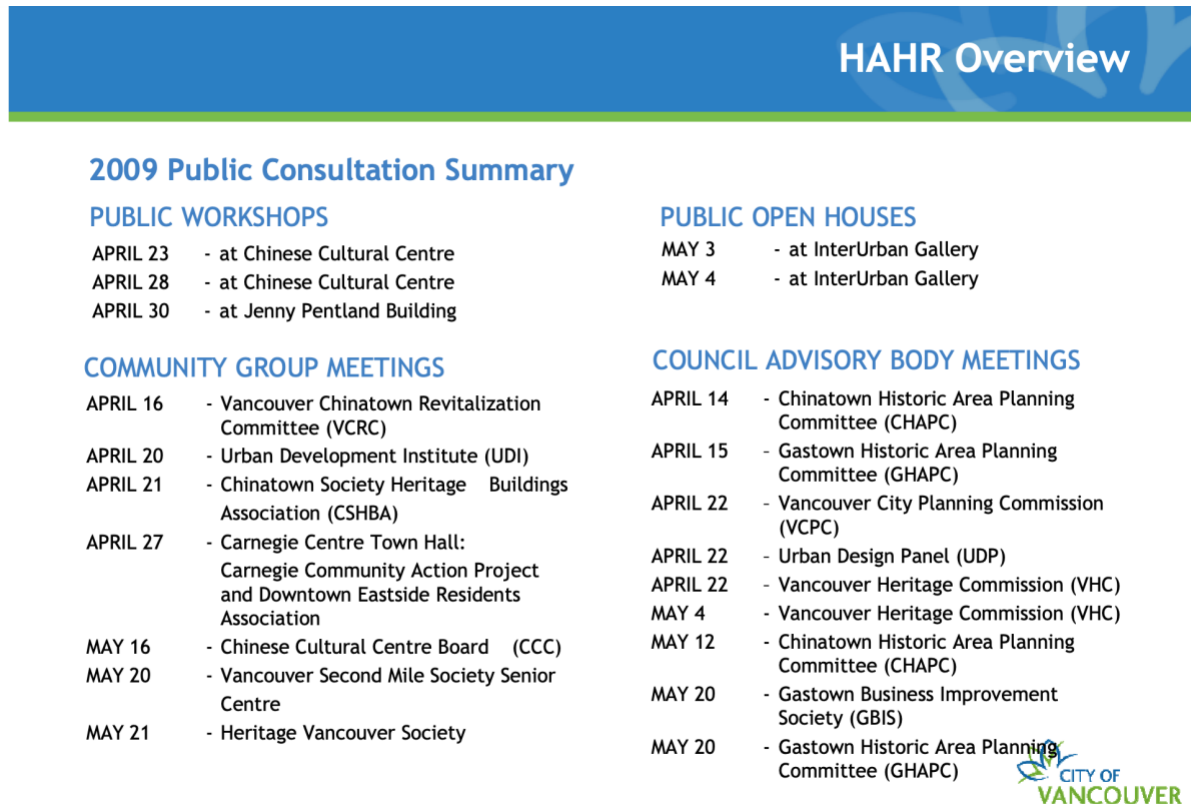 HAHR Overview
2009 Public Consultation Summary
PUBLIC WORKSHOPS
APRIL 23 - at Chinese Cultural Centre
APRIL 28 - at Chinese Cultural Centre
APRIL 30 - at Jenny Pentland Building
PUBLIC OPEN HOUSES
MAY 3 - at InterUrban Gallery
MAY 4 - at InterUrban Gallery
COMMUNITY GROUP MEETINGS
APRIL 16 - Vancouver Chinatown Revitalization
Committee (VCRC)
APRIL 20 - Urban Development Institute (UDI)
APRIL 21 - Chinatown Society Heritage Buildings
Association (CSHBA)
APRIL 27 - Carnegie Centre Town Hall:
Carnegie Community Action Project
and Downtown Eastside Residents
Association
MAY 16 - Chinese Cultural Centre Board (CCC)
MAY 20 - Vancouver Second Mile Society Senior
Centre
MAY 21 - Heritage Vancouver Society
COUNCIL ADVISORY BODY MEETINGS
APRIL 14 - Chinatown Historic Area Planning
Committee (CHAPC)
APRIL 15 – Gastown Historic Area Planning
Committee (GHAPC)
APRIL 22 – Vancouver City Planning Commission
(VCPC)
APRIL 22 – Urban Design Panel (UDP)
APRIL 22 – Vancouver Heritage Commission (VHC)
MAY 4 - Vancouver Heritage Commission (VHC)
MAY 12 - Chinatown Historic Area Planning
Committee (CHAPC)
MAY 20 - Gastown Business Improvement
Society (GBIS)
MAY 20 - Gastown Historic Area Planning
Committee (GHAPC)
CITY OF
VANCOUVER